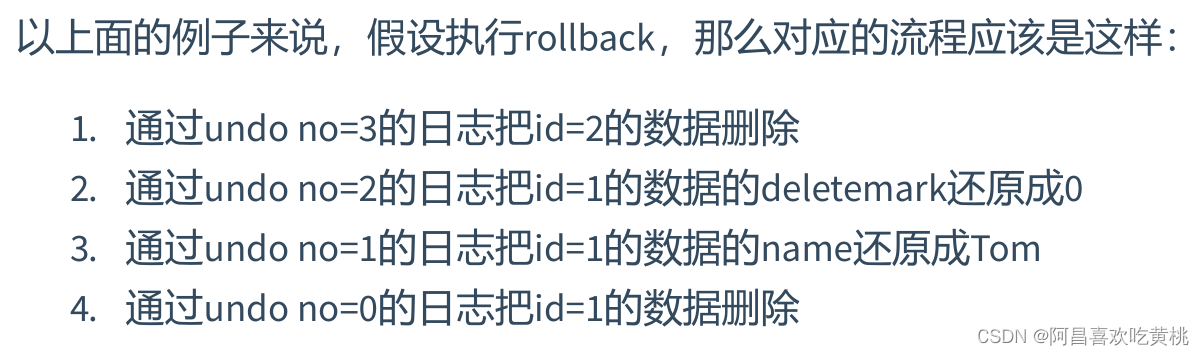 以上面的例子来说，假设执行rollback，那么对应的流程应该是这样：
1. 通过undo no=3的日志把id=2的数据删除
2. 通过undo no=2的日志把id=1的数据的deletemark还原成0
3. 通过undo no=1的日志把id=1的数据的name还原成Tom
4. 通过undo no=0的日志把id=1的数据删除
CSDN @阿昌喜欢吃黄桃